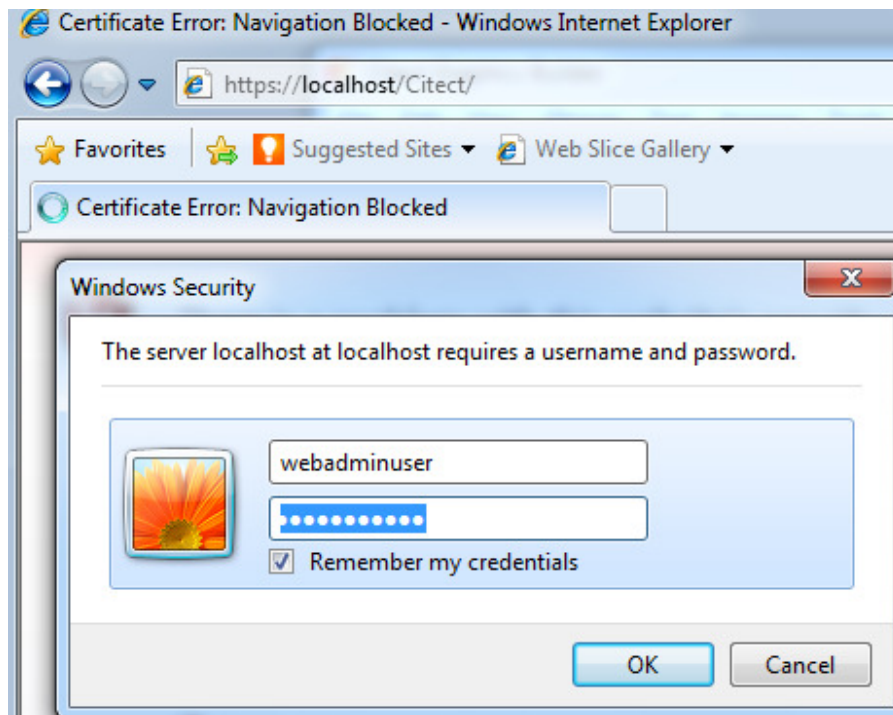 Certificate Error: Navigation Blocked - Windows Internet Explorer
https://localhost/Citect/
Favorites Suggested Sites Web Slice Gallery
Certificate Error: Navigation Blocked
Windows Security
The server localhost at localhost requires a username and password.
webadminuser
Remember my credentials
OK Cancel